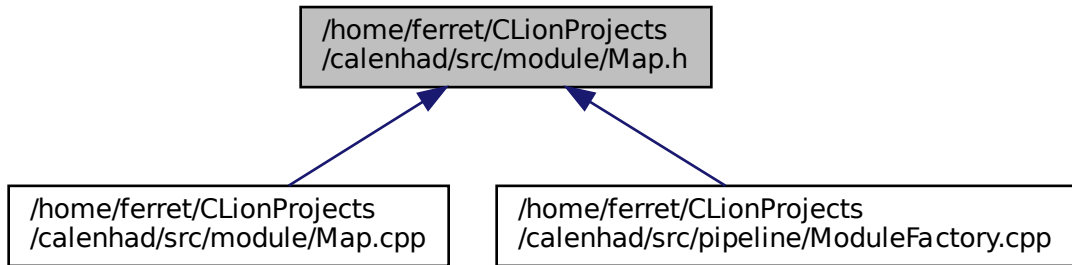 /home/ferret/CLionProjects
/calenhad/src/module/Map.h
/home/ferret/CLionProjects
/calenhad/src/module/Map.cpp
/home/ferret/CLionProjects
/calenhad/src/pipeline/ModuleFactory.cpp